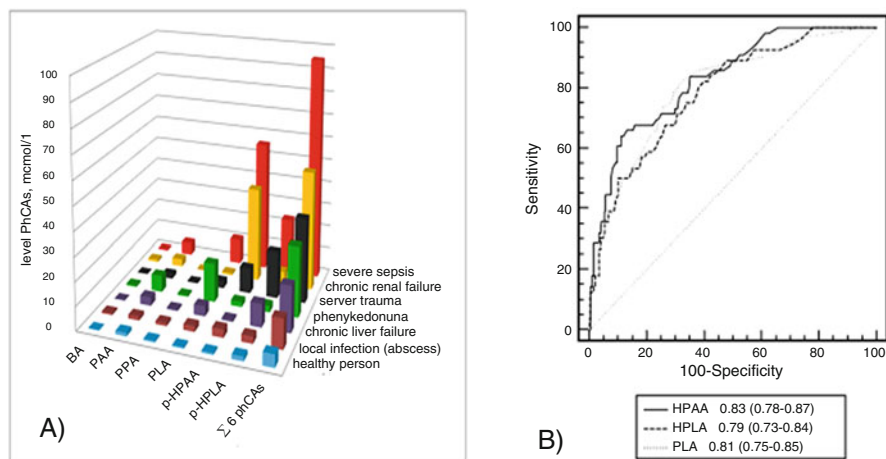 level PhCAs, mcmol/1
100
90
80
70
60
50
40
30
20
10
0
BA
PAA
PPA
PLA
p-HPAA
p-HPLA
∑ 6 phCAs
severe sepsis
chronic renal failure
server trauma
phenykedonuna
chronic liver failure
local infection (abscess)
healthy person
A)
Sensitivity
100
80
60
40
20
0
0 20 40 60 80 100
100-Specificity
HPAA 0.83 (0.78-0.87)
HPLA 0.79 (0.73-0.84)
PLA 0.81 (0.75-0.85)
B)